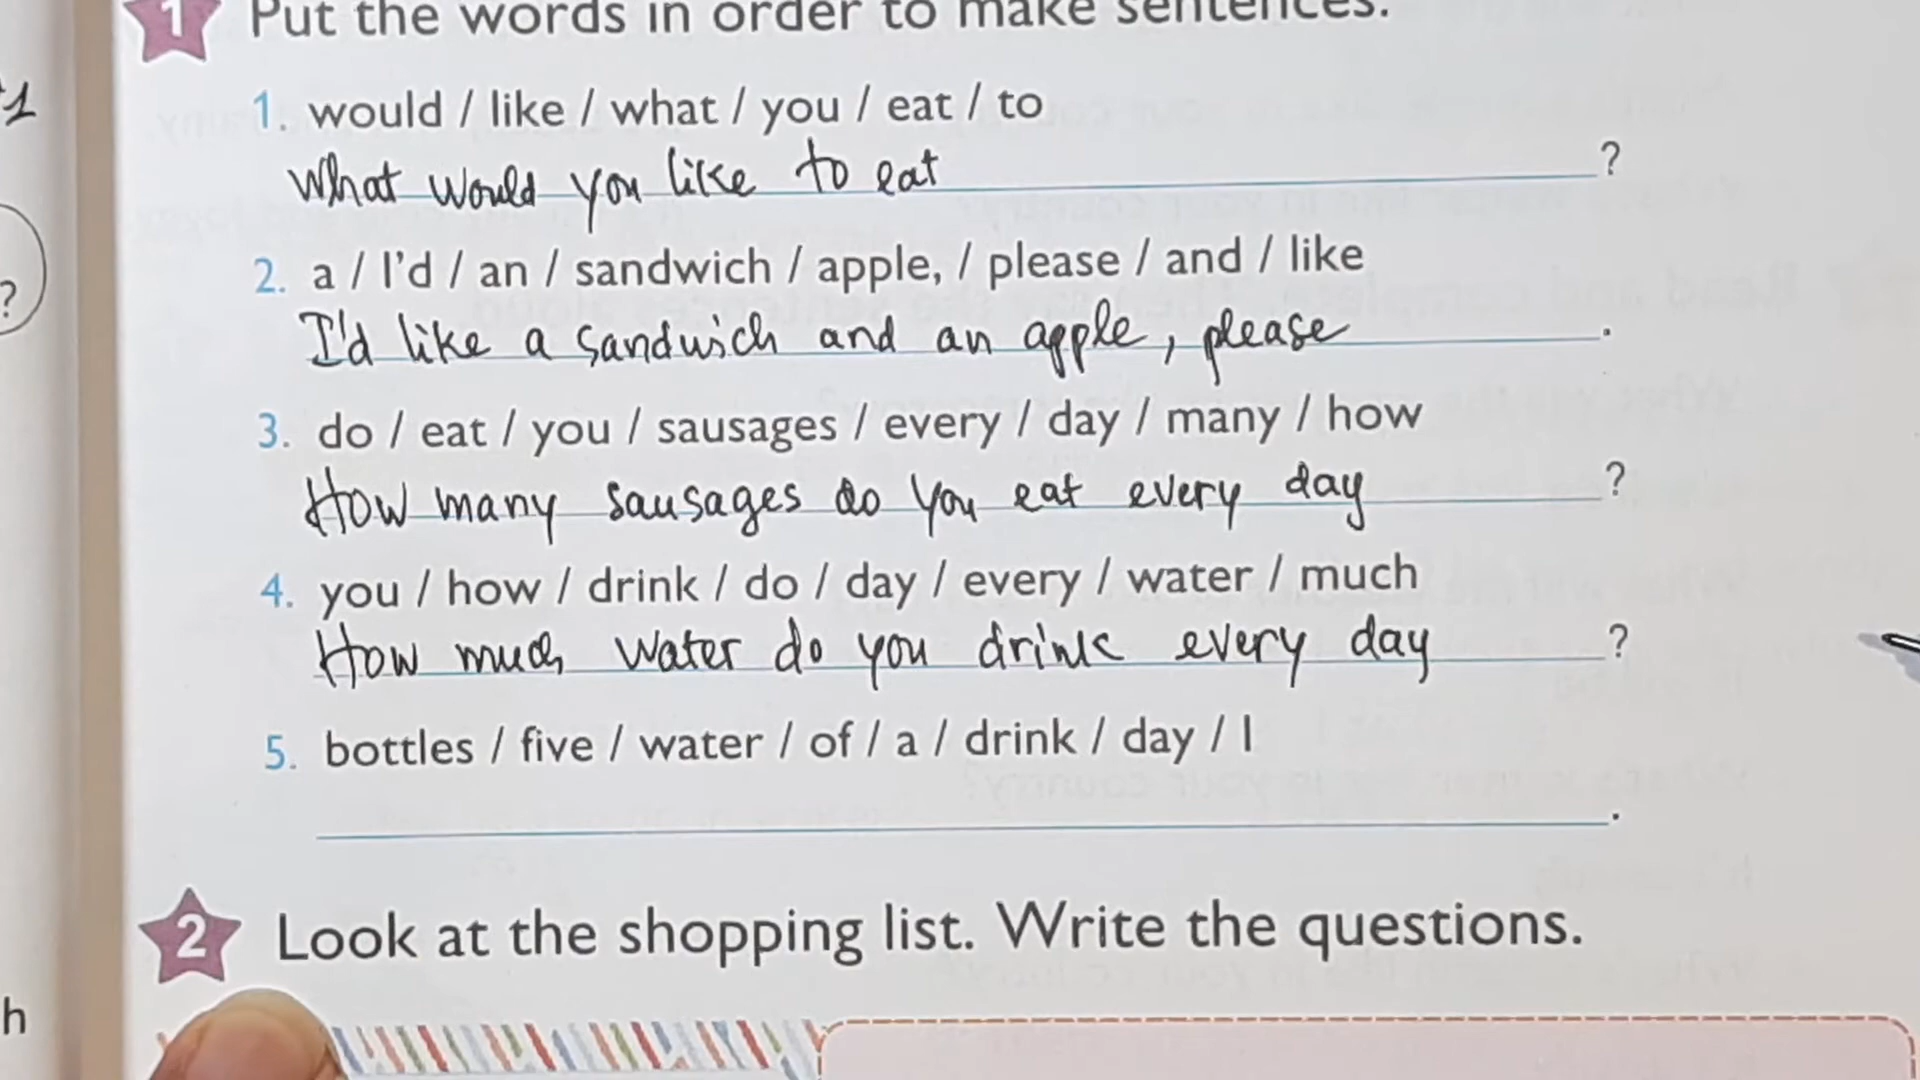 1 Put the words in order to make sentences.
1
1. would / like / what / you / eat / to
What would you like to eat ?
?
2. a / I'd / an / sandwich / apple, / please / and / like
I'd like a sandwich and an apple, please .
3. do / eat / you / sausages / every / day / many / how
How many sausages do you eat every day ?
4. you / how / drink / do / day / every / water / much
How much water do you drink every day ?
5. bottles / five / water / of / a / drink / day / I
.
2 Look at the shopping list. Write the questions.
h